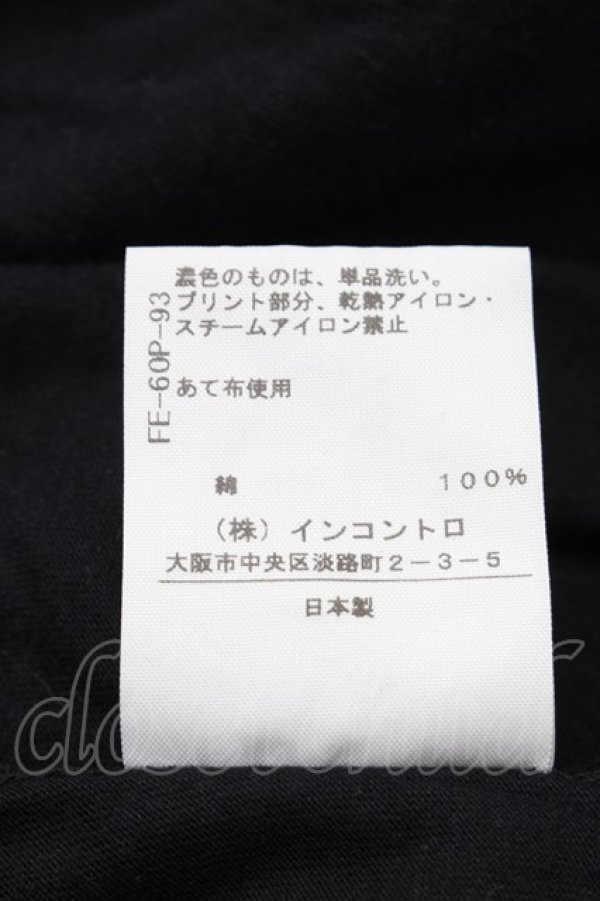 濃色のものは、単品洗い。
プリント部分、乾熱アイロン・
スチームアイロン禁止
あて布使用
FE-60P-93
綿 100%
（株）インコントロ
大阪市中央区淡路町2-3-5
日本製
closet child